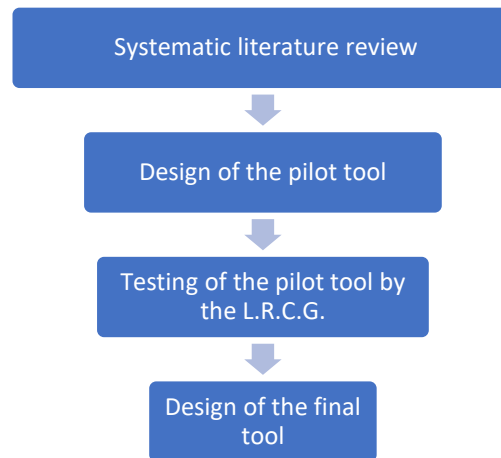 Systematic literature review
Design of the pilot tool
Testing of the pilot tool by
the L.R.C.G.
Design of the final
tool